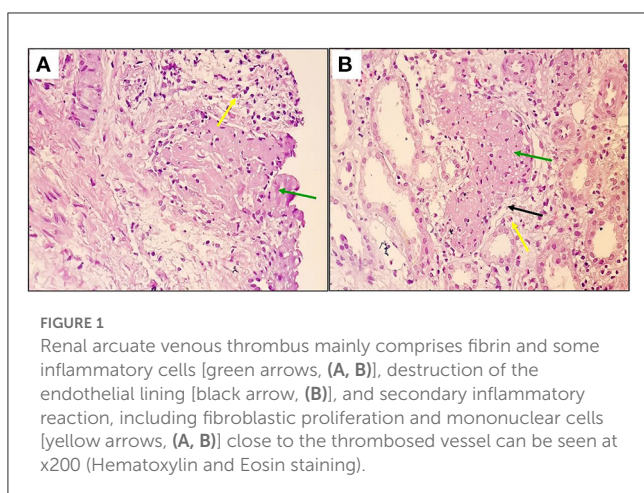 A
B
FIGURE 1
Renal arcuate venous thrombus mainly comprises fibrin and some
inflammatory cells [green arrows, (A, B)], destruction of the
endothelial lining [black arrow, (B)], and secondary inflammatory
reaction, including fibroblastic proliferation and mononuclear cells
[yellow arrows, (A, B)] close to the thrombosed vessel can be seen at
x200 (Hematoxylin and Eosin staining).